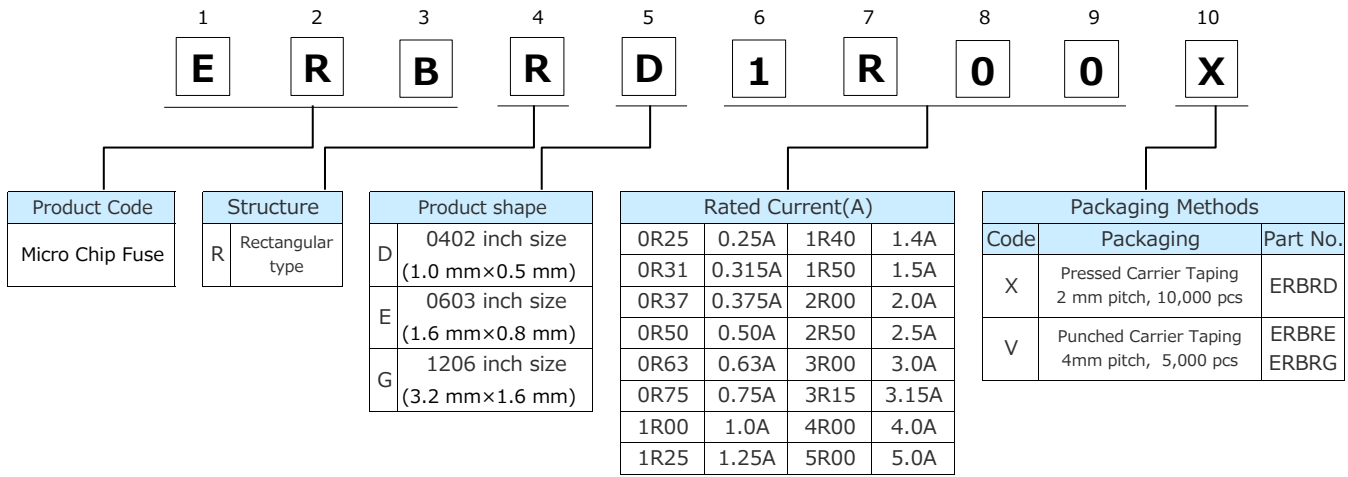 1 2 3 4 5 6 7 8 9 10
E R B R D 1 R 0 0 X
Product Code
Micro Chip Fuse
Structure
R Rectangular
type
Product shape
D 0402 inch size
(1.0 mm×0.5 mm)
E 0603 inch size
(1.6 mm×0.8 mm)
G 1206 inch size
(3.2 mm×1.6 mm)
Rated Current(A)
0R25 0.25A 1R40 1.4A
0R31 0.315A 1R50 1.5A
0R37 0.375A 2R00 2.0A
0R50 0.50A 2R50 2.5A
0R63 0.63A 3R00 3.0A
0R75 0.75A 3R15 3.15A
1R00 1.0A 4R00 4.0A
1R25 1.25A 5R00 5.0A
Packaging Methods
Code Packaging Part No.
X Pressed Carrier Taping
2 mm pitch, 10,000 pcs
ERBRD
V Punched Carrier Taping
4mm pitch, 5,000 pcs
ERBRE
ERBRG